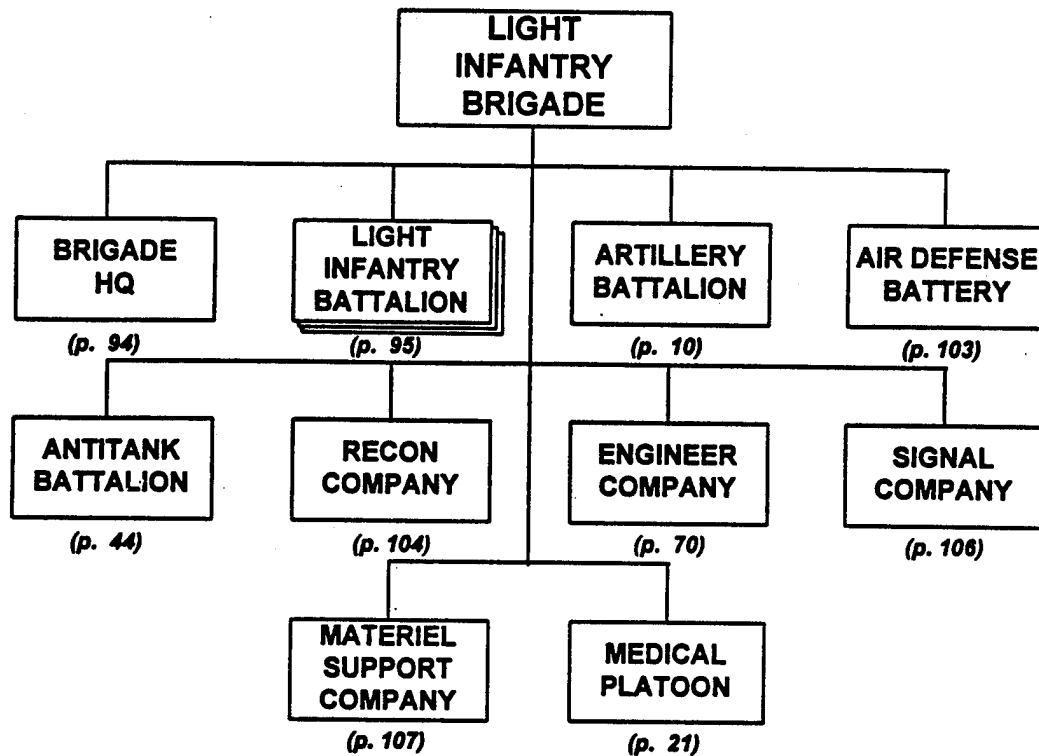 LIGHT
INFANTRY
BRIGADE
BRIGADE
HQ
(p. 94)
LIGHT
INFANTRY
BATTALION
(p. 95)
ARTILLERY
BATTALION
(p. 10)
AIR DEFENSE
BATTERY
(p. 103)
ANTITANK
BATTALION
(p. 44)
RECON
COMPANY
(p. 104)
ENGINEER
COMPANY
(p. 70)
SIGNAL
COMPANY
(p. 106)
MATERIEL
SUPPORT
COMPANY
(p. 107)
MEDICAL
PLATOON
(p. 21)